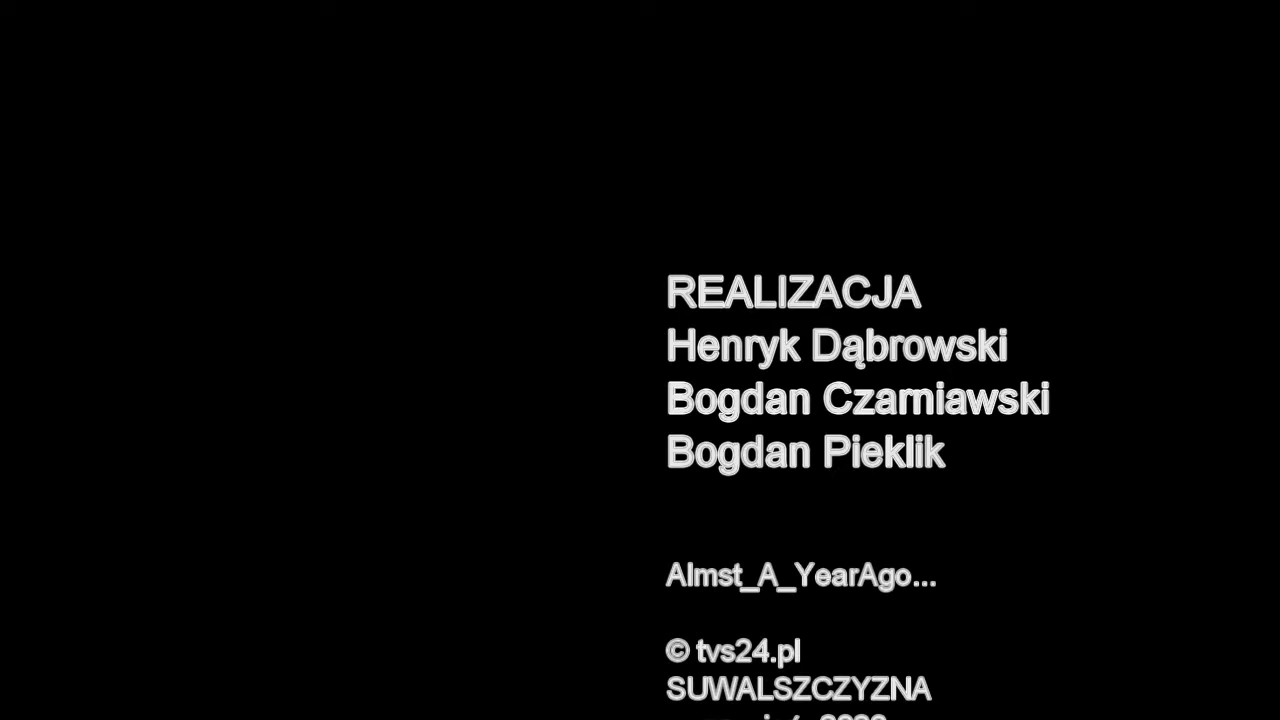 REALIZACJA
Henryk Dąbrowski
Bogdan Czarniawski
Bogdan Pieklik
Almst_A_YearAgo...
© tvs24.pl
SUWALSZCZYZNA